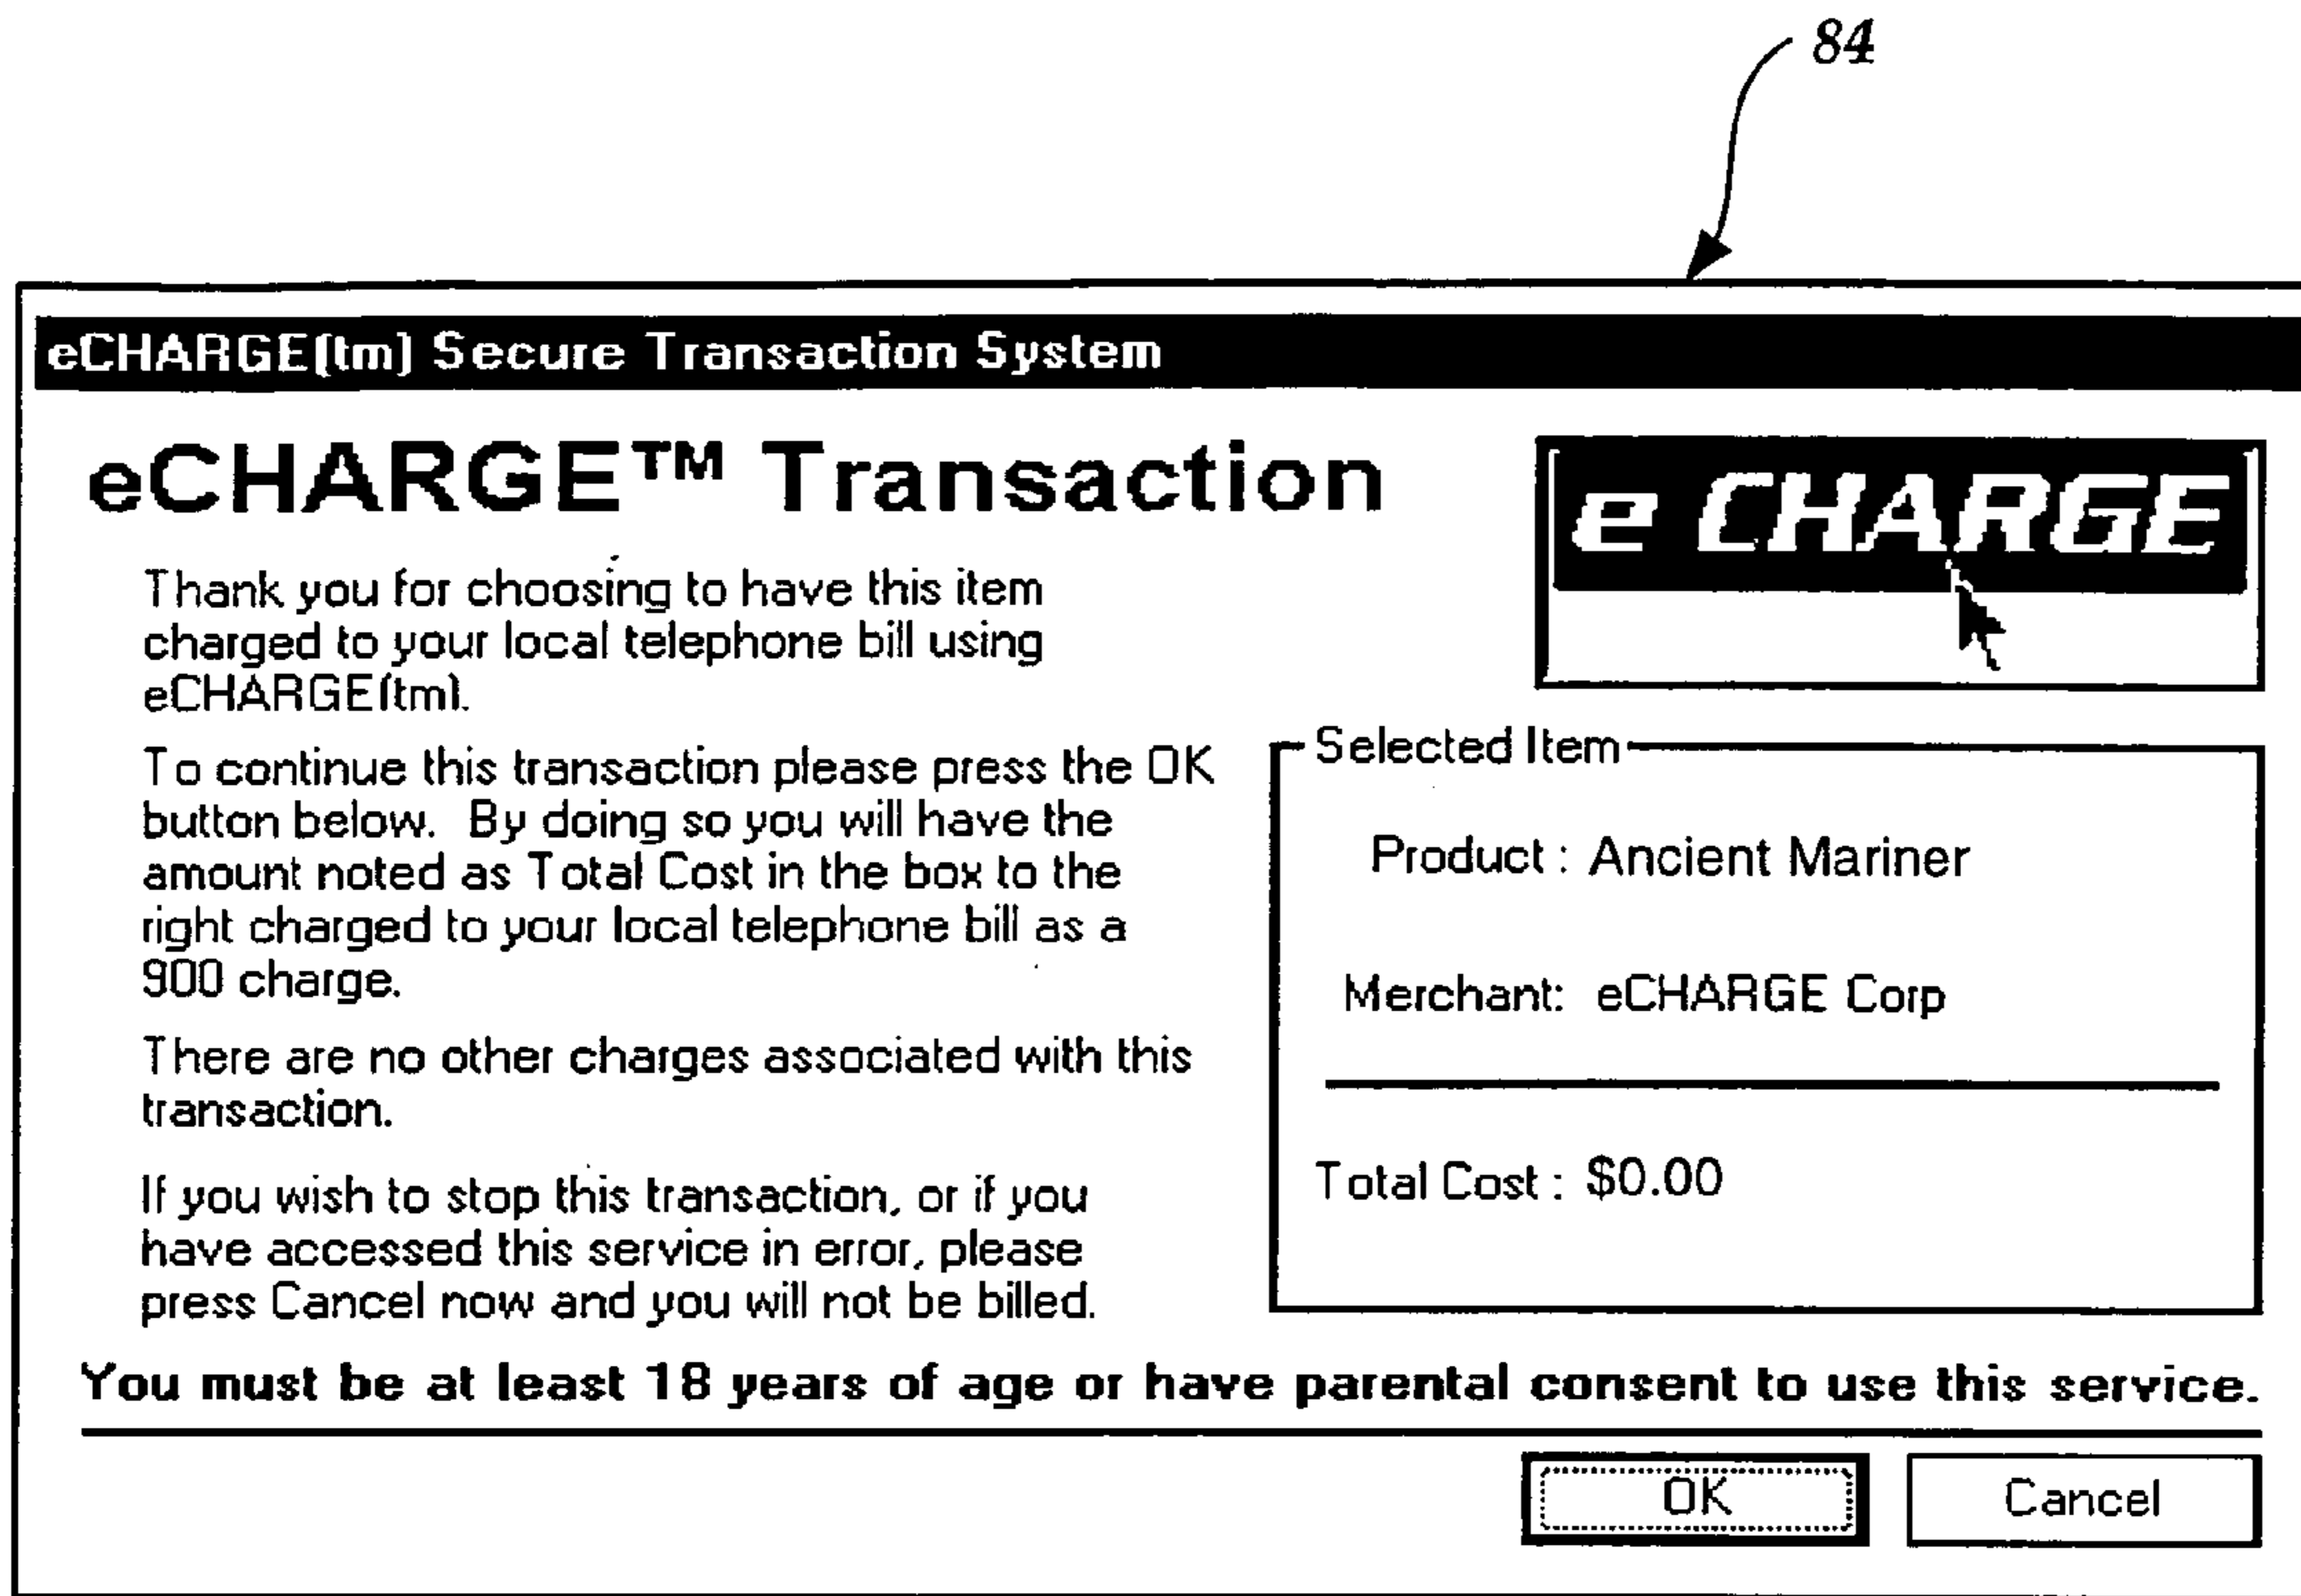 84
eCHARGE(tm) Secure Transaction System
eCHARGE™ Transaction
e CHARGE
Thank you for choosing to have this item
charged to your local telephone bill using
eCHARGE(tm).
To continue this transaction please press the OK
button below. By doing so you will have the
amount noted as Total Cost in the box to the
right charged to your local telephone bill as a
900 charge.
There are no other charges associated with this
transaction.
If you wish to stop this transaction, or if you
have accessed this service in error, please
press Cancel now and you will not be billed.
Selected Item
Product : Ancient Mariner
Merchant: eCHARGE Corp
Total Cost : $0.00
You must be at least 18 years of age or have parental consent to use this service.
OK
Cancel